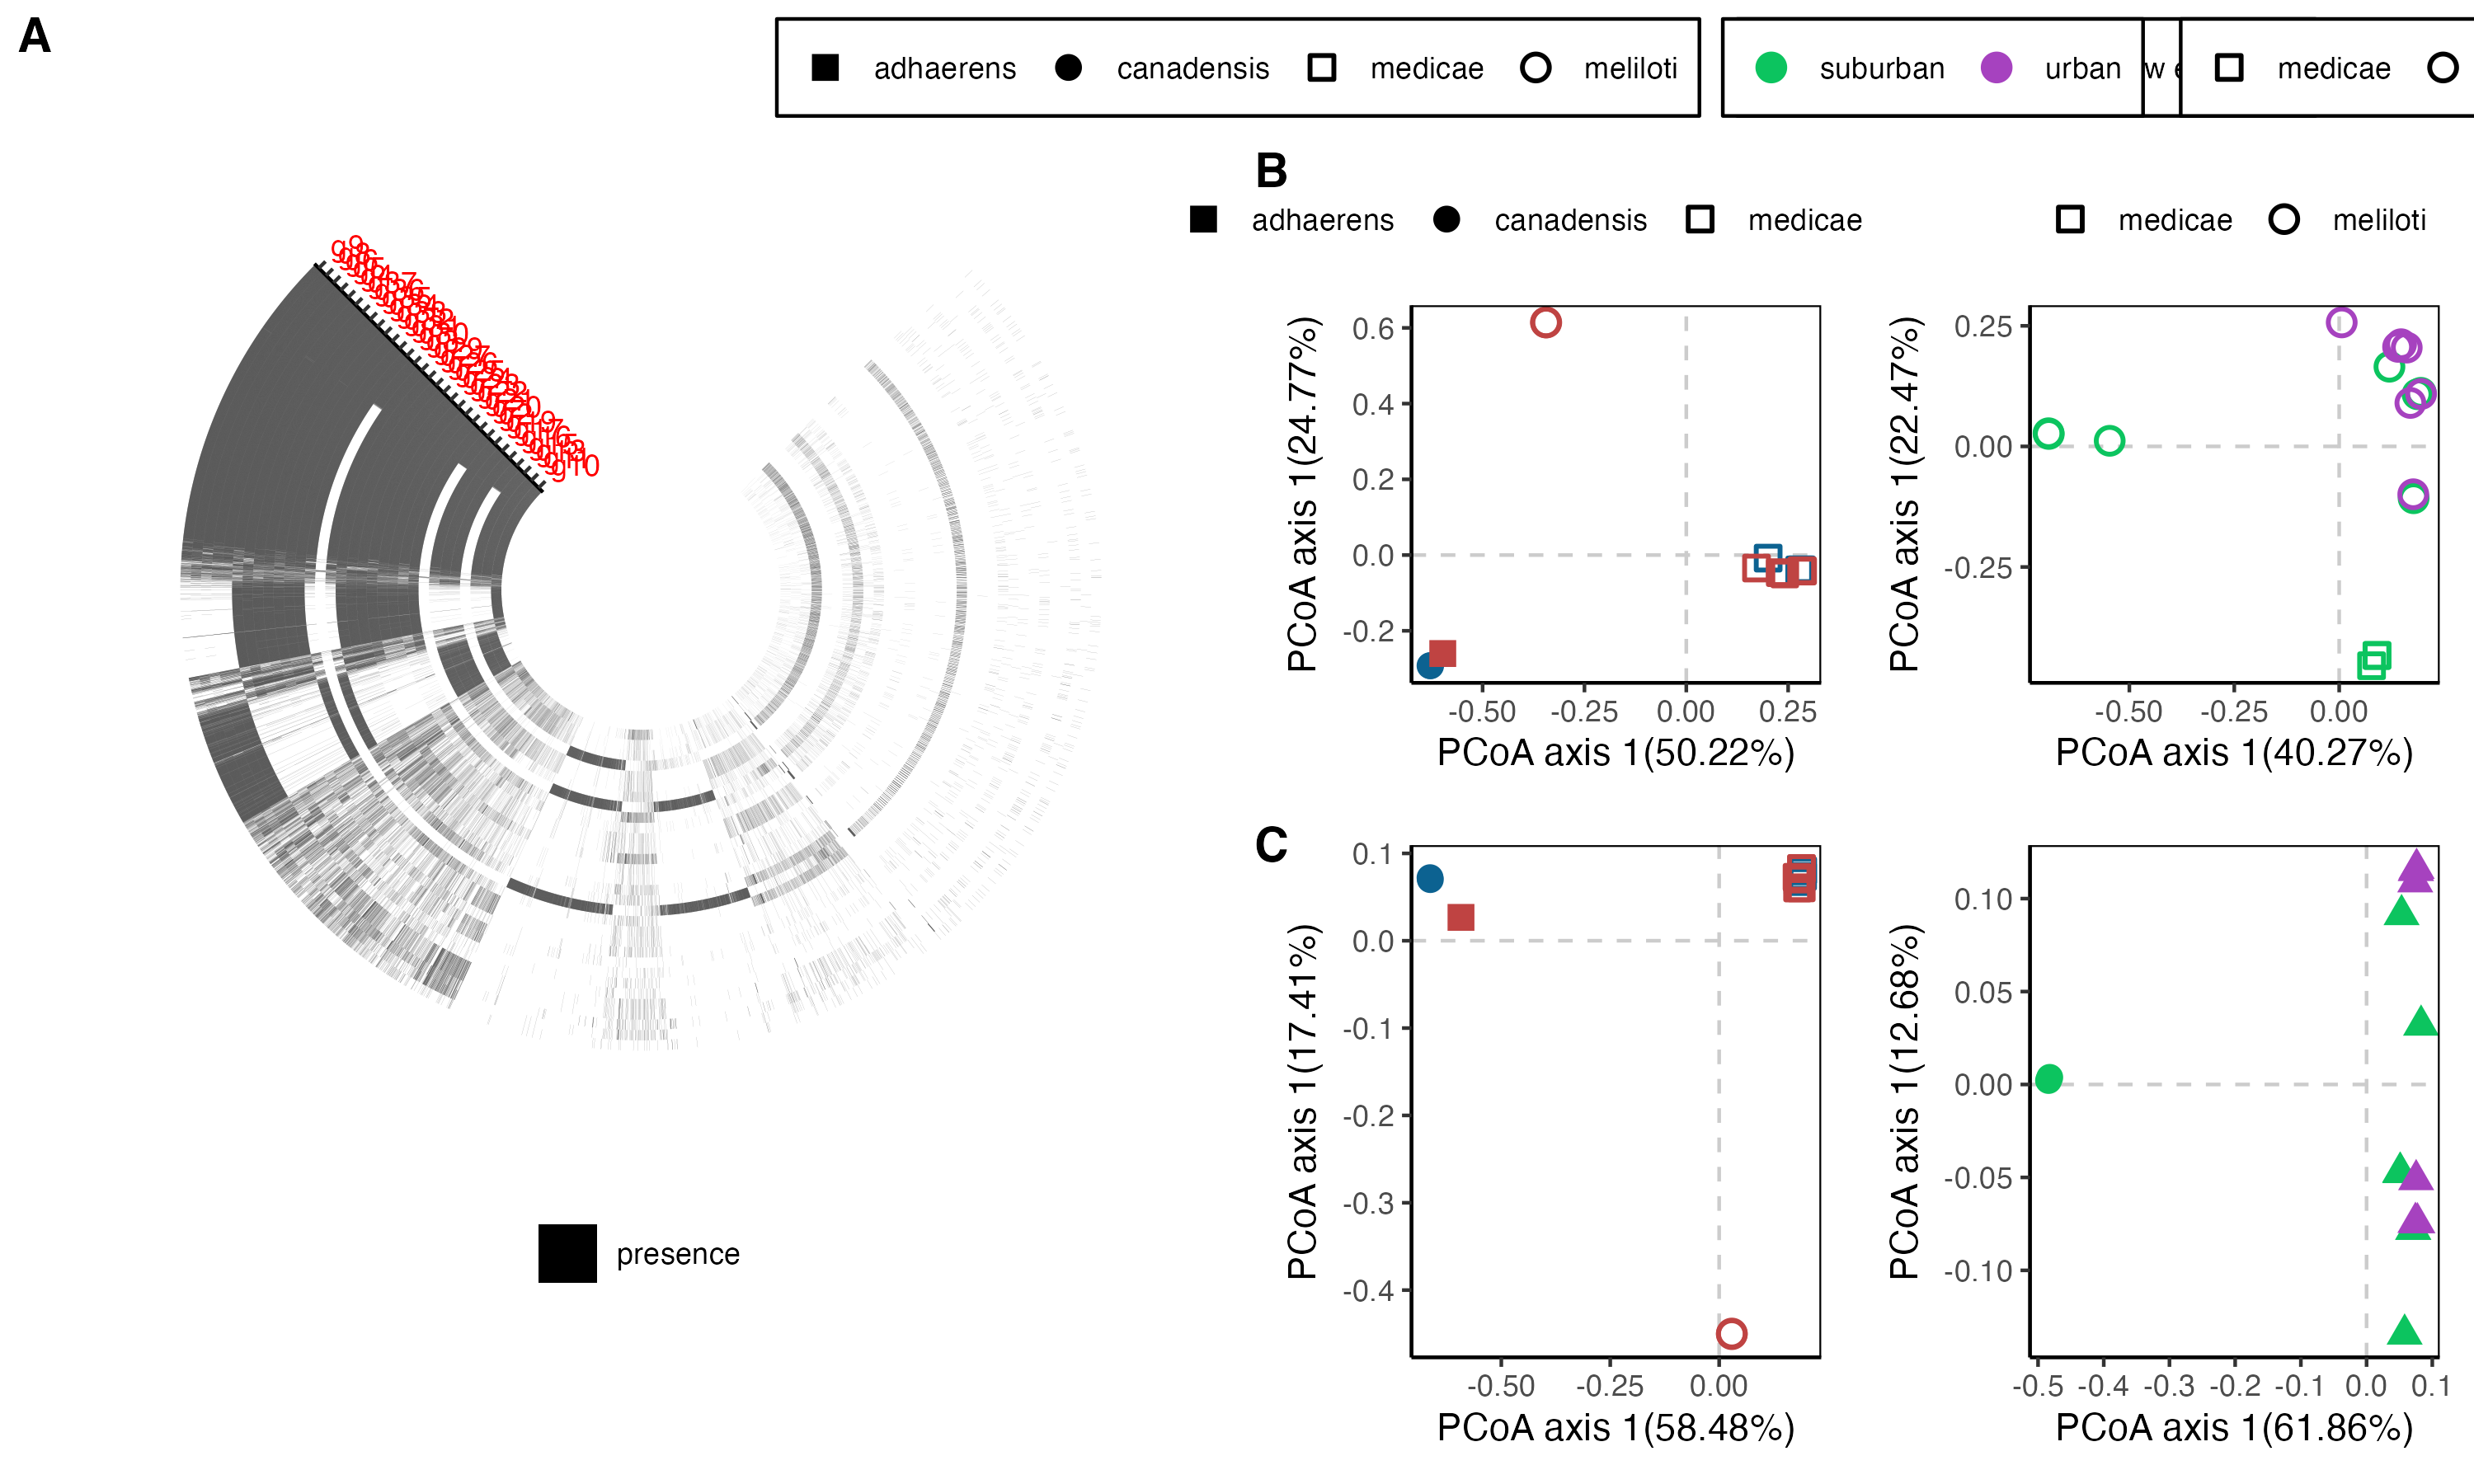 A
adhaerens canadensis medicae meliloti
suburban urban
medicae
B
adhaerens canadensis medicae
medicae meliloti
g9
g10
presence
PCoA axis 1(24.77%)
0.6
0.4
0.2
0.0
-0.2
-0.50 -0.25 0.00 0.25
PCoA axis 1(50.22%)
PCoA axis 1(22.47%)
0.25
0.00
-0.25
-0.50 -0.25 0.00
PCoA axis 1(40.27%)
C
PCoA axis 1(17.41%)
0.1
0.0
-0.1
-0.2
-0.3
-0.4
-0.50 -0.25 0.00
PCoA axis 1(58.48%)
PCoA axis 1(12.68%)
0.10
0.05
0.00
-0.05
-0.10
-0.5 -0.4 -0.3 -0.2 -0.1 0.0 0.1
PCoA axis 1(61.86%)